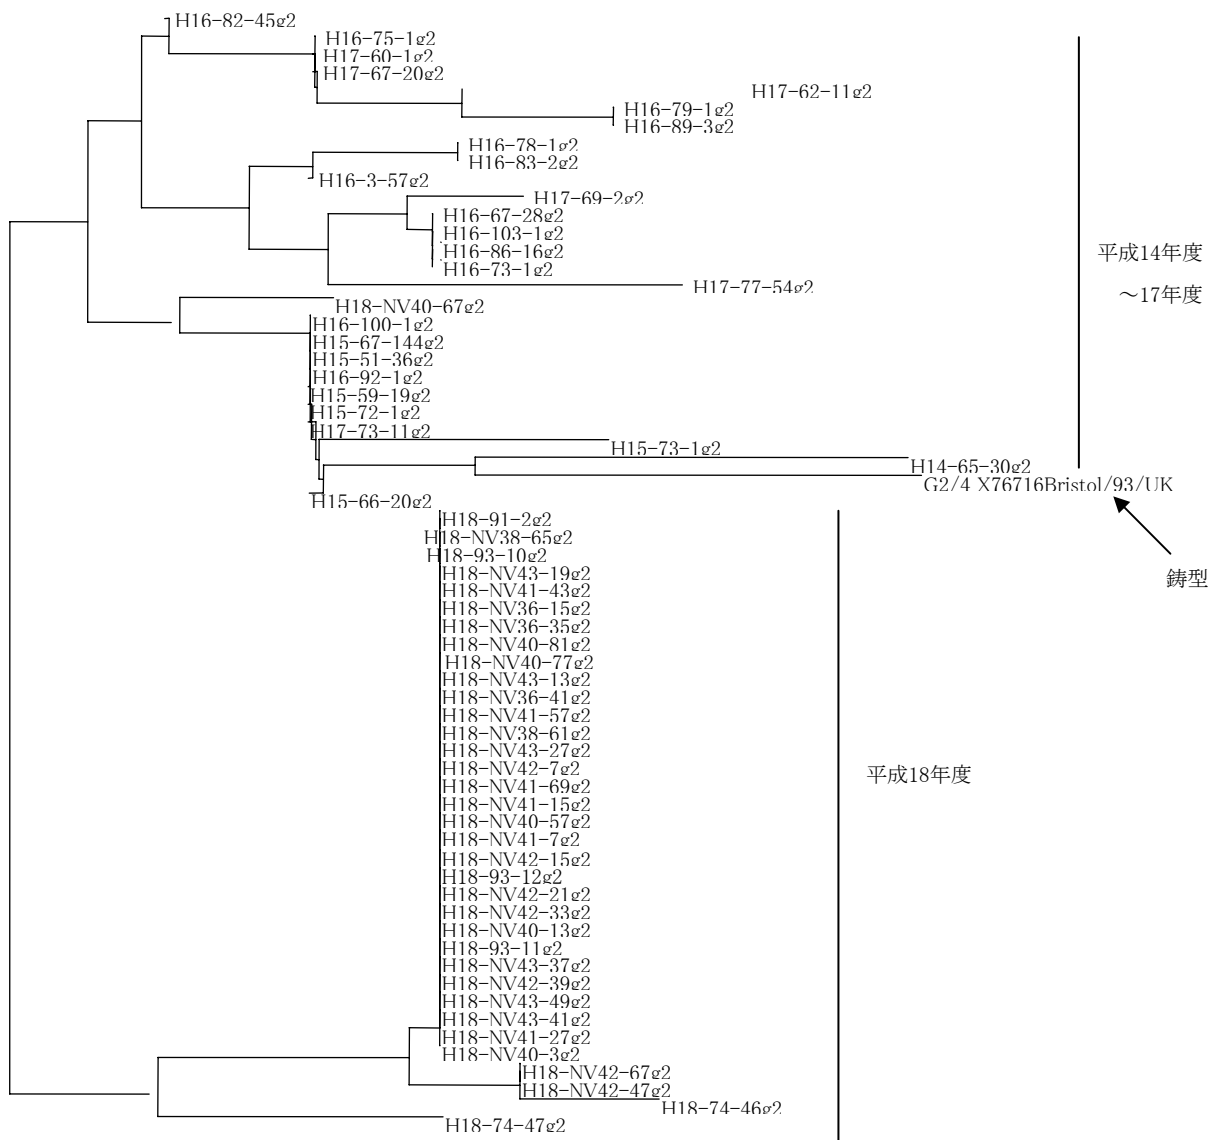 H16-82-45g2
H16-75-1g2
H17-60-1g2
H17-67-20g2
H17-62-11g2
H16-79-1g2
H16-89-3g2
H16-78-1g2
H16-83-2g2
H16-3-57g2
H17-69-2g2
H16-67-28g2
H16-103-1g2
H16-86-16g2
H16-73-1g2
H17-77-54g2
平成14年度
～17年度
H18-NV40-67g2
H16-100-1g2
H15-67-144g2
H15-51-36g2
H16-92-1g2
H15-59-19g2
H15-72-1g2
H17-73-11g2
H15-73-1g2
H14-65-30g2
G2/4 X76716Bristol/93/UK
H15-66-20g2
鋳型
H18-91-2g2
H18-NV38-65g2
H18-93-10g2
H18-NV43-19g2
H18-NV41-43g2
H18-NV36-15g2
H18-NV36-35g2
H18-NV40-81g2
H18-NV40-77g2
H18-NV43-13g2
H18-NV36-41g2
H18-NV41-57g2
H18-NV38-61g2
H18-NV43-27g2
H18-NV42-7g2
H18-NV41-69g2
H18-NV41-15g2
H18-NV40-57g2
H18-NV41-7g2
H18-NV42-15g2
H18-93-12g2
H18-NV42-21g2
H18-NV42-33g2
H18-NV40-13g2
H18-93-11g2
H18-NV43-37g2
H18-NV42-39g2
H18-NV43-49g2
H18-NV43-41g2
H18-NV41-27g2
H18-NV40-3g2
H18-NV42-67g2
H18-NV42-47g2
H18-74-46g2
H18-74-47g2
平成18年度